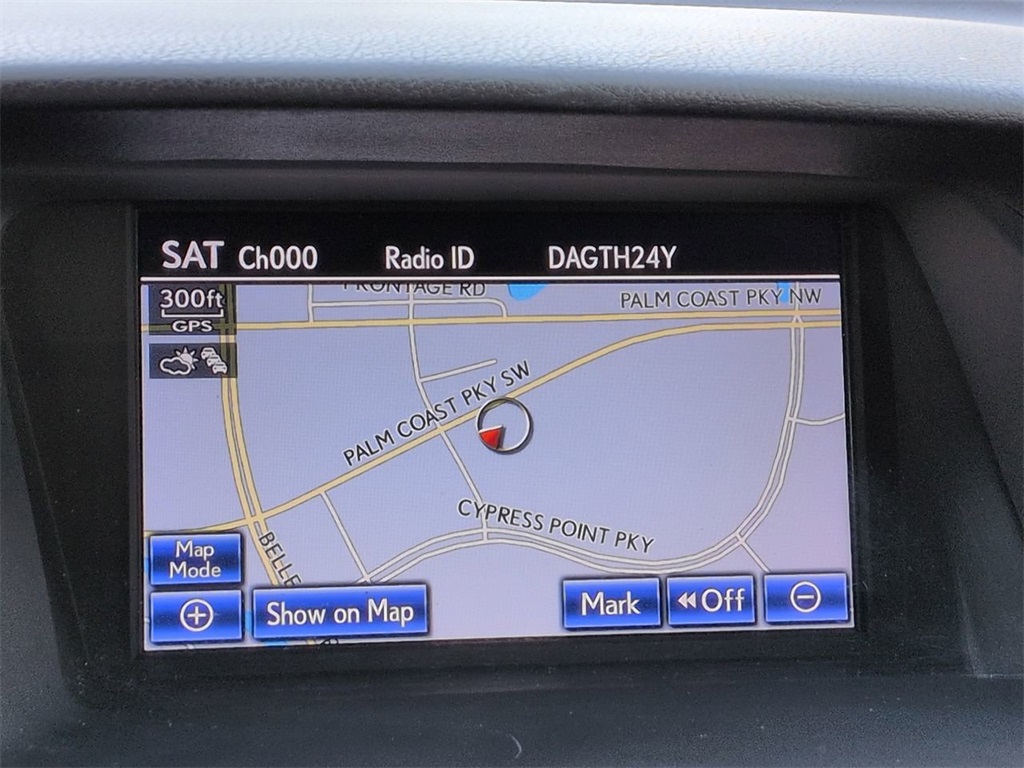 SAT Ch000 Radio ID DAGTH24Y
FRONTAGE RD
300ft
GPS
PALM COAST PKY NW
PALM COAST PKY SW
CYPRESS POINT PKY
BELLE
Map
Mode
Show on Map
Mark
Off